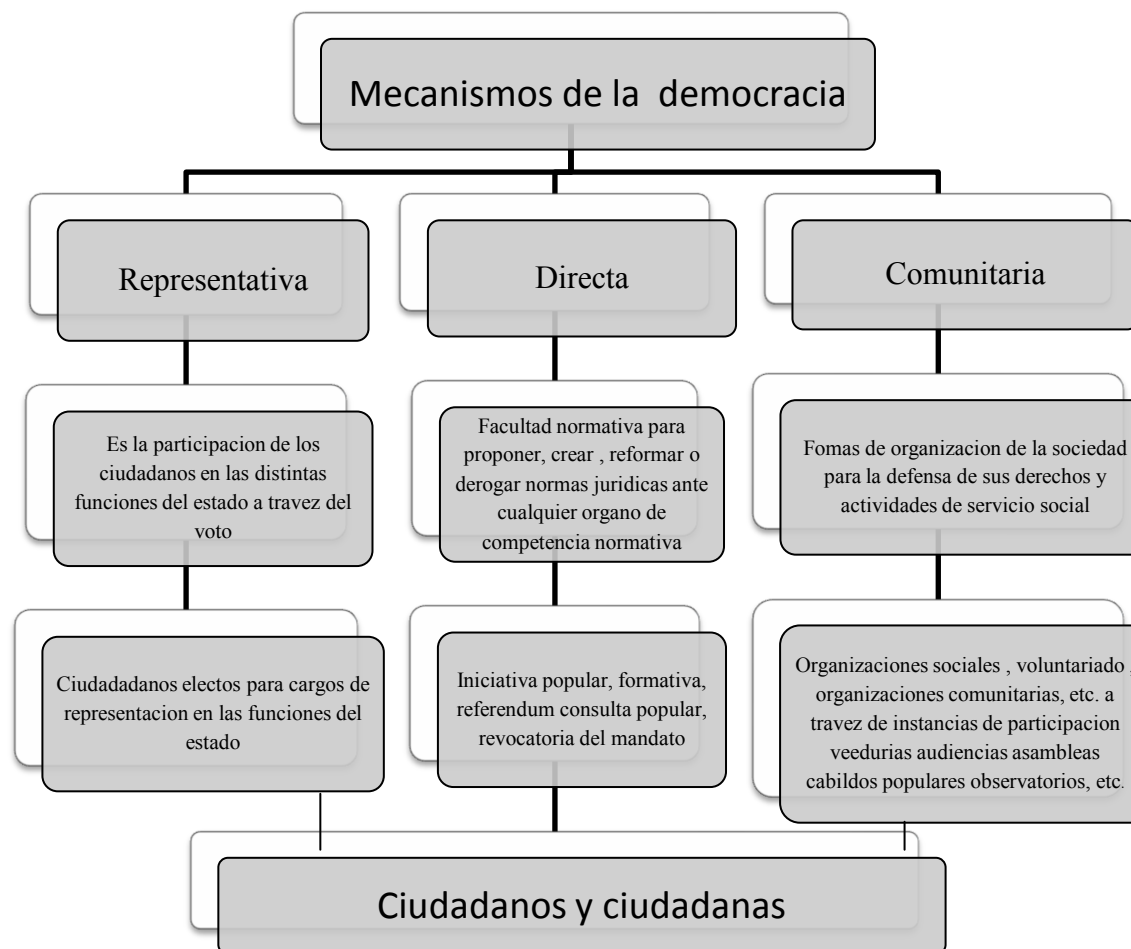 Mecanismos de la democracia
Representativa
Directa
Comunitaria
Es la participacion de los
ciudadanos en las distintas
funciones del estado a travez del
voto
Facultad normativa para
proponer, crear , reformar o
derogar normas juridicas ante
cualquier organo de
competencia normativa
Fomas de organizacion de la sociedad
para la defensa de sus derechos y
actividades de servicio social
Ciudadadanos electos para cargos de
representacion en las funciones del
estado
Iniciativa popular, formativa,
referendum consulta popular,
revocatoria del mandato
Organizaciones sociales , voluntariado ,
organizaciones comunitarias, etc. a
travez de instancias de participacion
veedurias audiencias asambleas
cabildos populares observatorios, etc.
Ciudadanos y ciudadanas